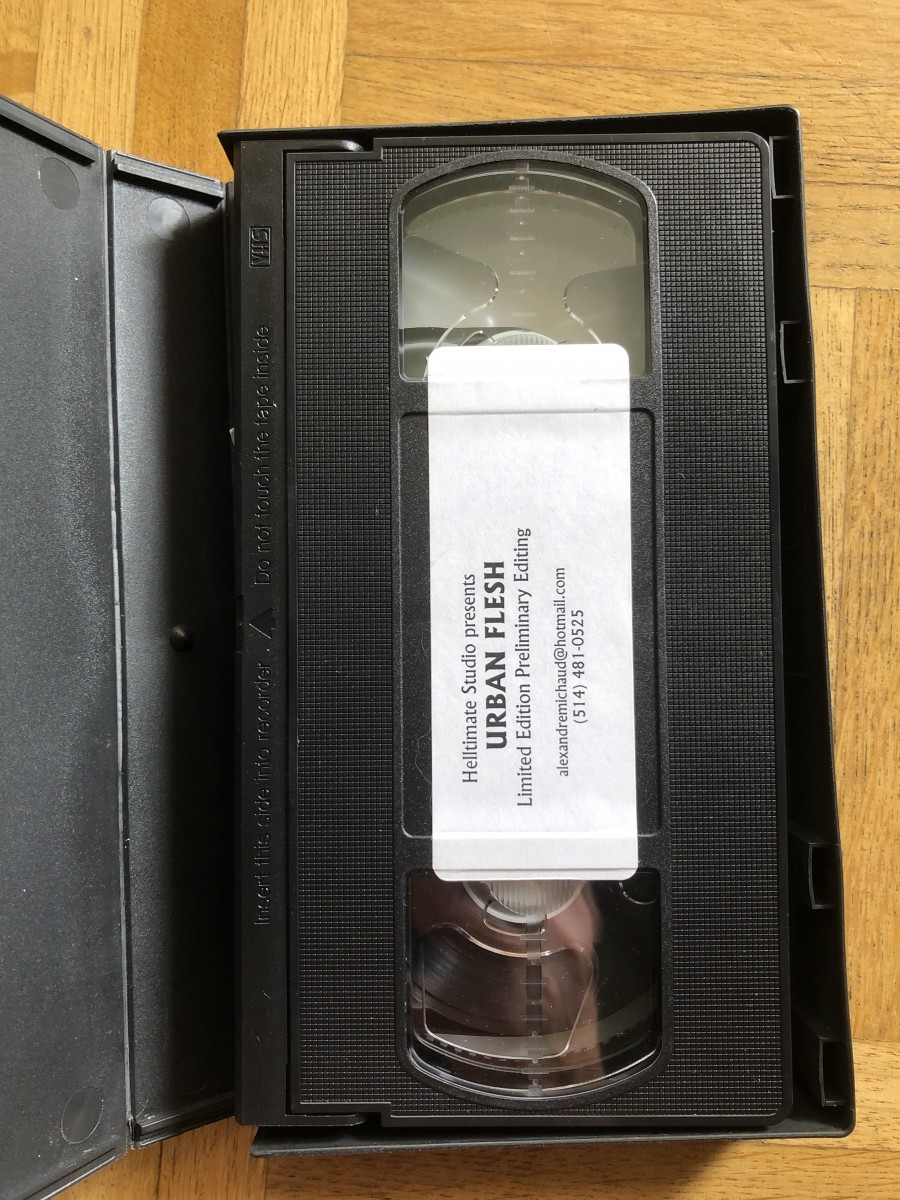 VHS
Insert this side into recorder . △ Do not touch the tape inside
Helltimate Studio presents
URBAN FLESH
Limited Edition Preliminary Editing
alexandremichaud@hotmail.com
(514) 481-0525